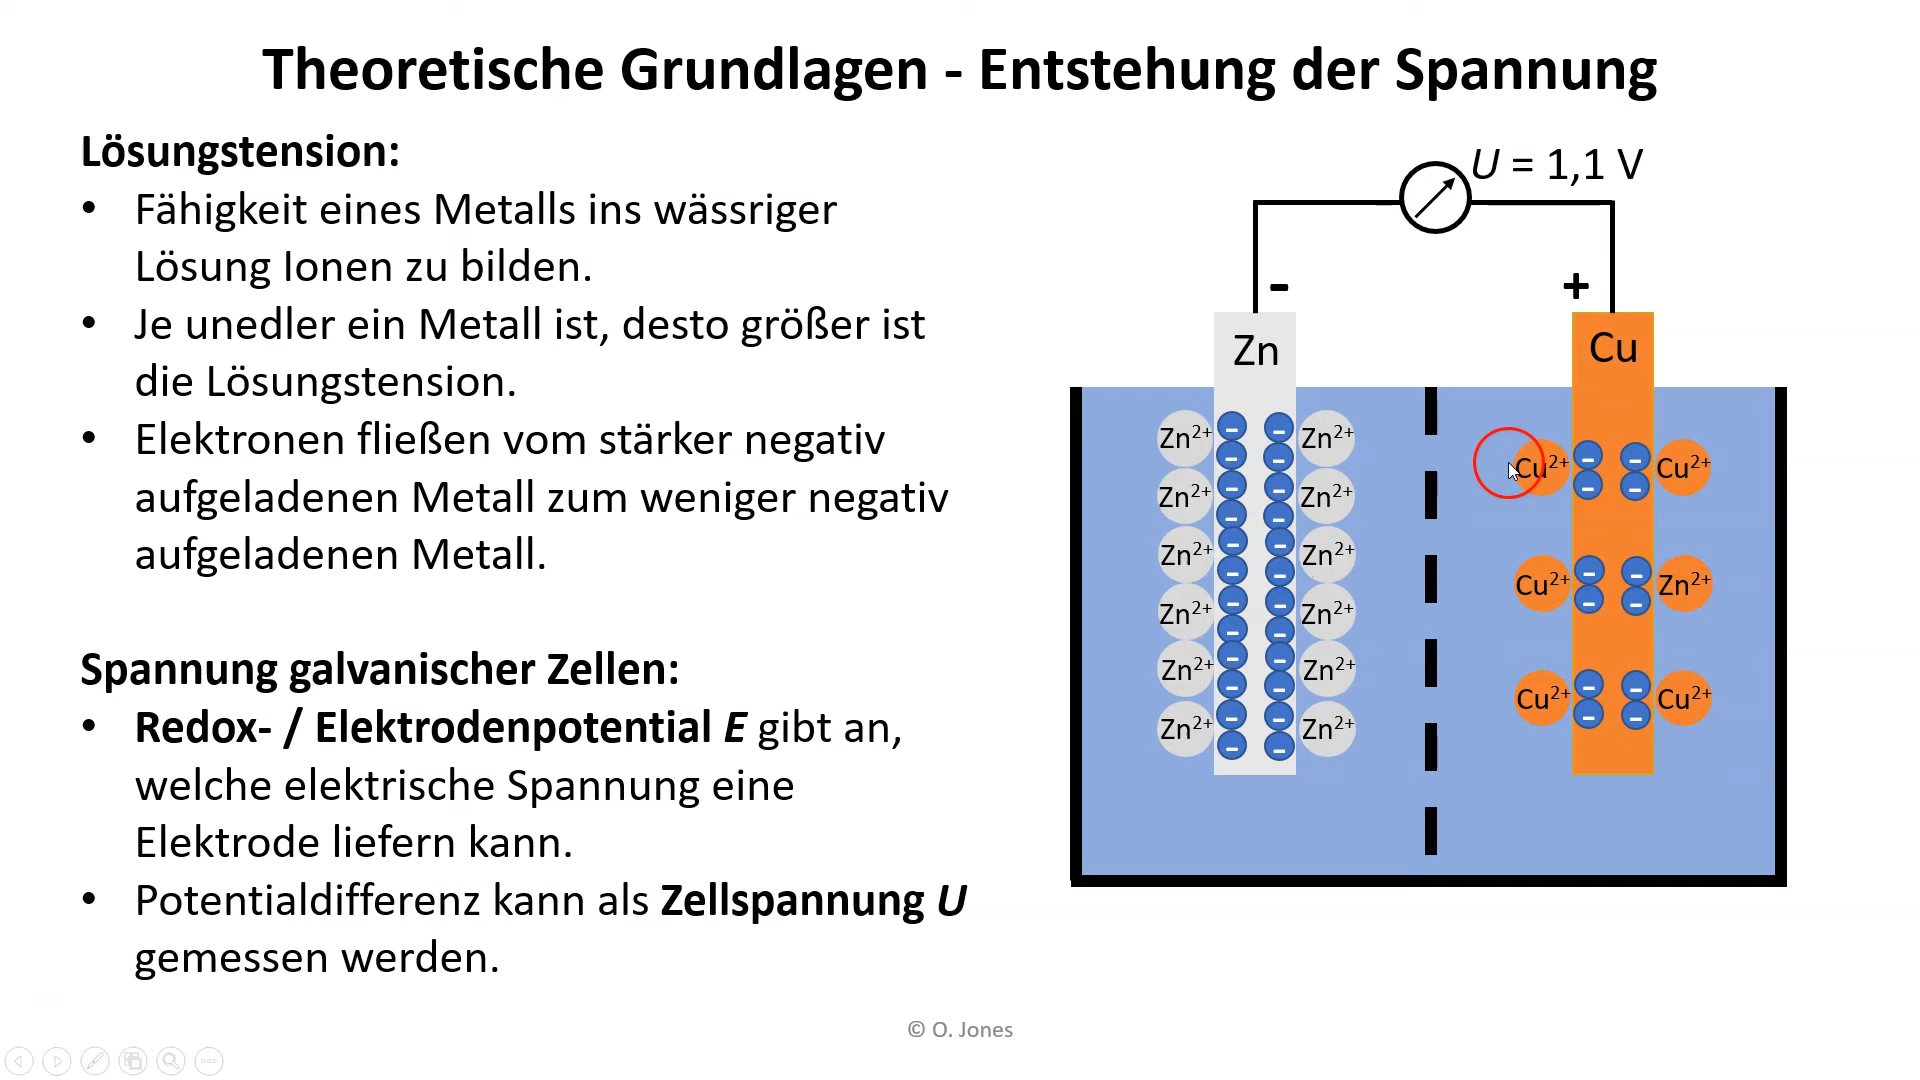 Theoretische Grundlagen - Entstehung der Spannung
Lösungstension:
• Fähigkeit eines Metalls ins wässriger
Lösung Ionen zu bilden.
• Je unedler ein Metall ist, desto größer ist
die Lösungstension.
• Elektronen fließen vom stärker negativ
aufgeladenen Metall zum weniger negativ
aufgeladenen Metall.
Spannung galvanischer Zellen:
• Redox- / Elektrodenpotential E gibt an,
welche elektrische Spannung eine
Elektrode liefern kann.
• Potentialdifferenz kann als Zellspannung U
gemessen werden.
U = 1,1 V
- +
Zn Cu
Zn²⁺ Zn²⁺
Cu²⁺ Cu²⁺
Zn²⁺ Zn²⁺
Zn²⁺ Zn²⁺
Cu²⁺ Zn²⁺
Zn²⁺ Zn²⁺
Zn²⁺ Zn²⁺
Cu²⁺ Cu²⁺
Zn²⁺ Zn²⁺
© O. Jones